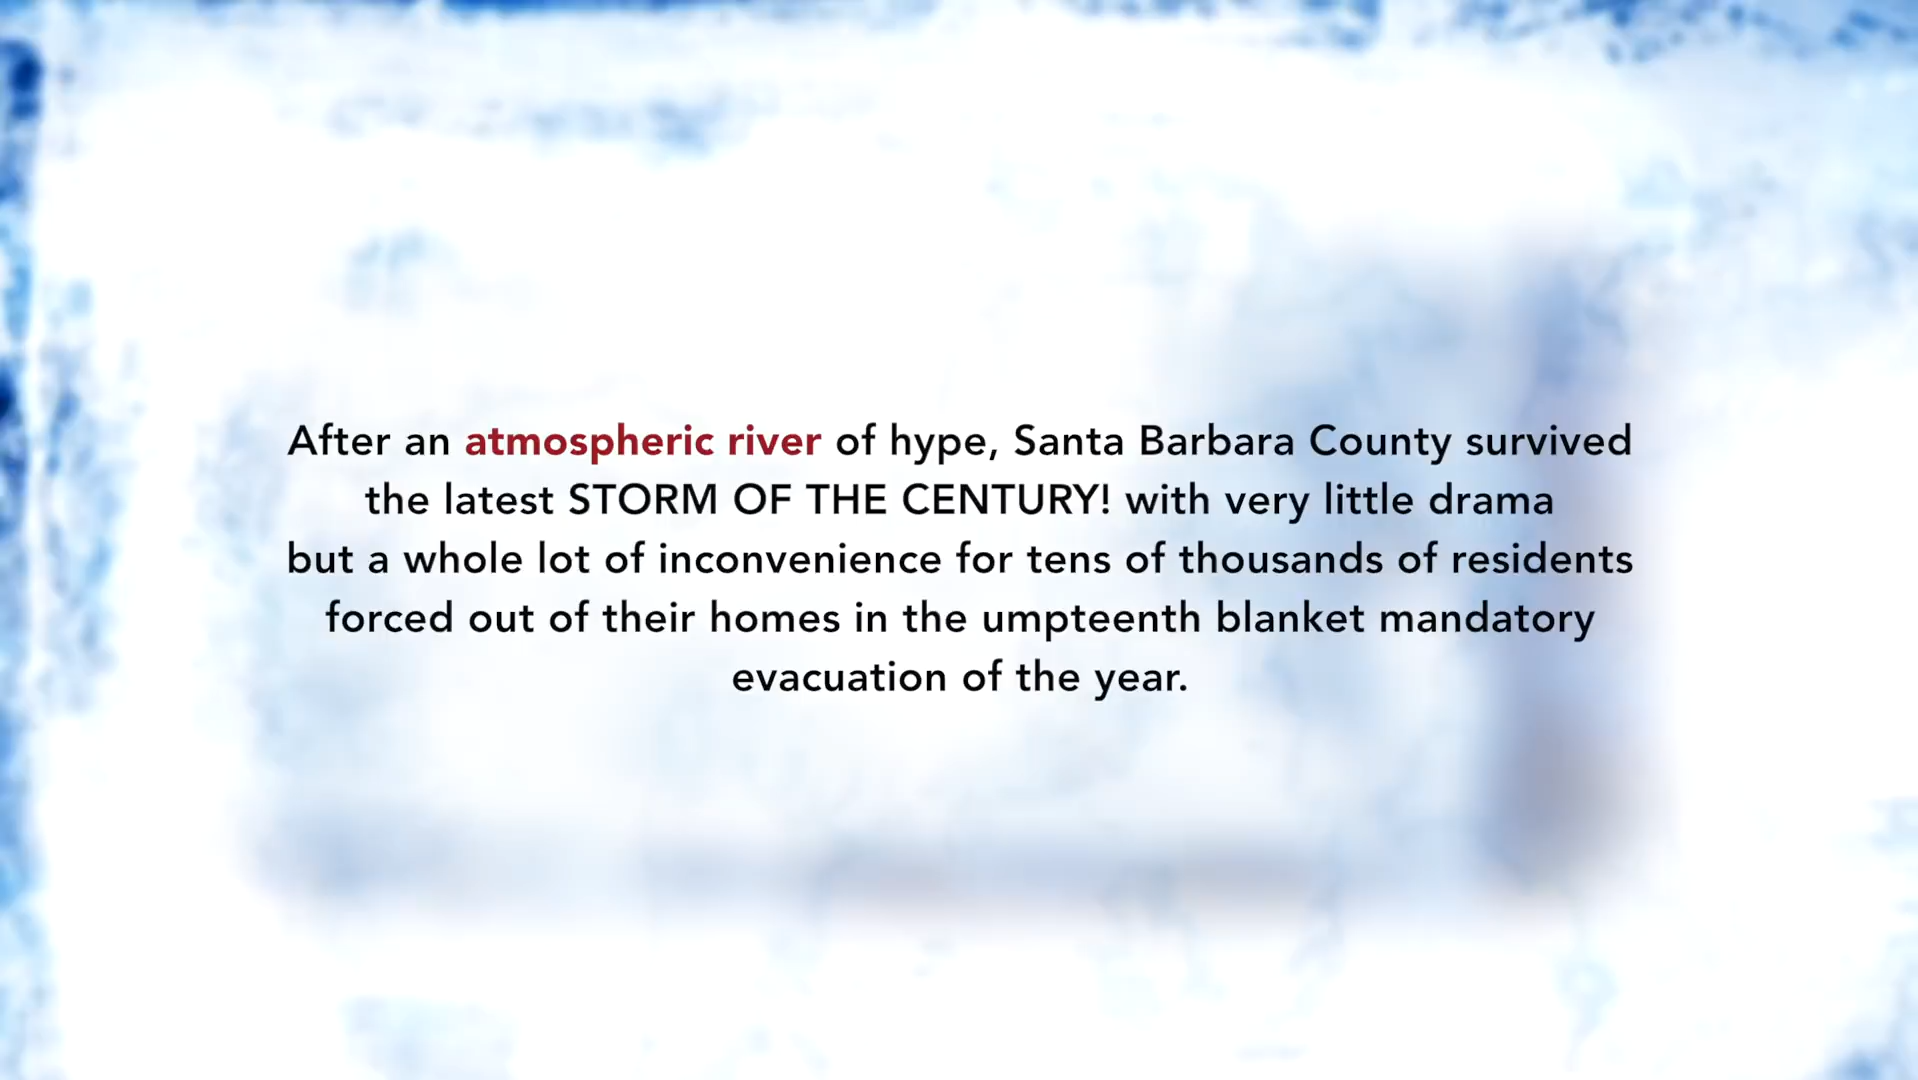 After an atmospheric river of hype, Santa Barbara County survived
the latest STORM OF THE CENTURY! with very little drama
but a whole lot of inconvenience for tens of thousands of residents
forced out of their homes in the umpteenth blanket mandatory
evacuation of the year.